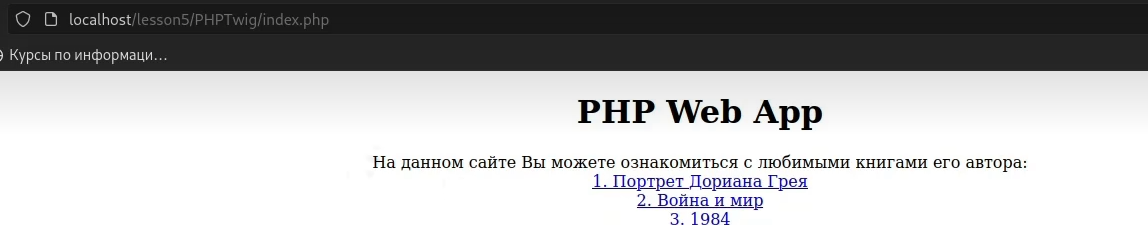 localhost/lesson5/PHPTwig/index.php
Курсы по информаци...
PHP Web App
На данном сайте Вы можете ознакомиться с любимыми книгами его автора:
1. Портрет Дориана Грея
2. Война и мир
3. 1984